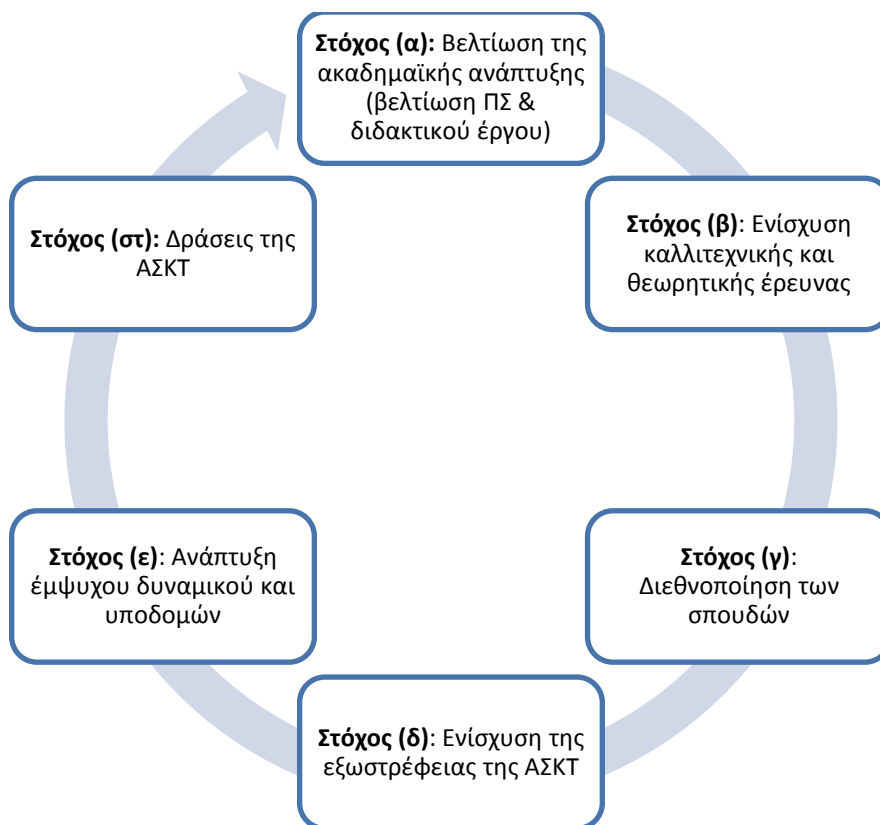 Στόχος (α): Βελτίωση της
ακαδημαϊκής ανάπτυξης
(βελτίωση ΠΣ &
διδακτικού έργου)
Στόχος (β): Ενίσχυση
καλλιτεχνικής και
θεωρητικής έρευνας
Στόχος (γ):
Διεθνοποίηση των
σπουδών
Στόχος (δ): Ενίσχυση της
εξωστρέφειας της ΑΣΚΤ
Στόχος (ε): Ανάπτυξη
έμψυχου δυναμικού και
υποδομών
Στόχος (στ): Δράσεις της
ΑΣΚΤ